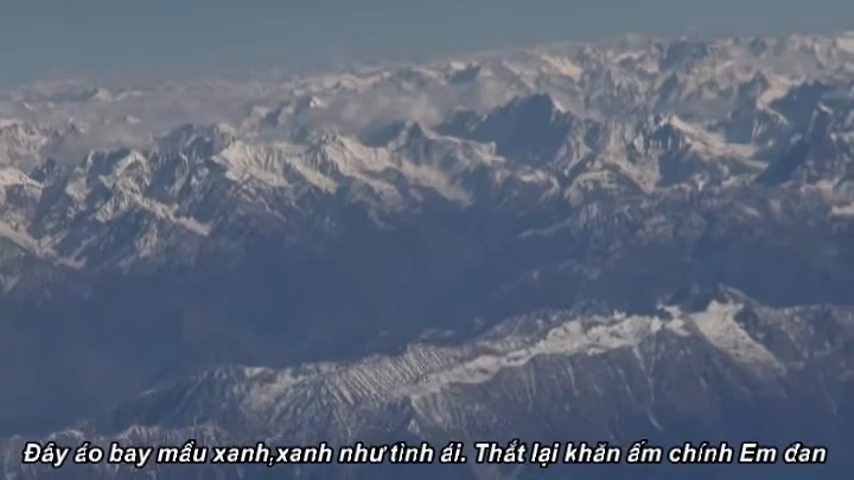 Đây áo bay mầu xanh,xanh như tình ái. Thắt lại khăn ấm chính Em đan